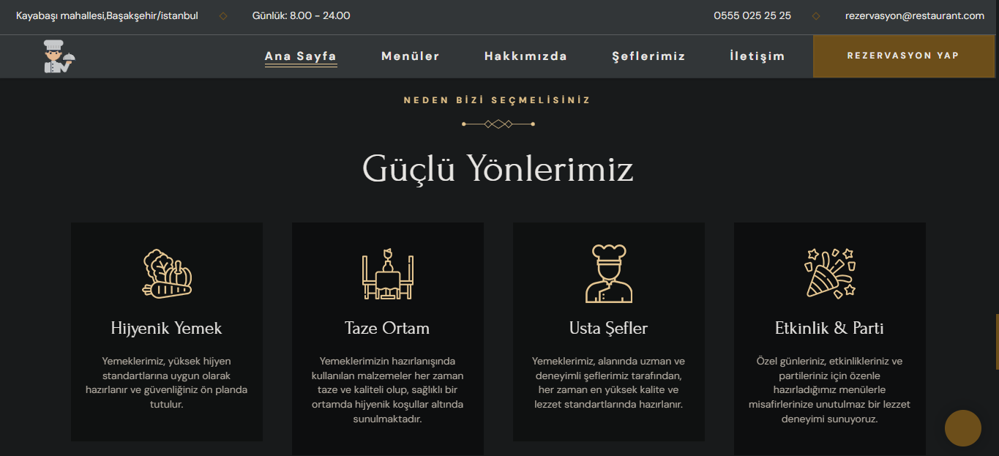 Kayabaşı mahallesi,Başakşehir/istanbul
Günlük: 8.00 - 24.00
0555 025 25 25
rezervasyon@restaurant.com
Ana Sayfa
Menüler
Hakkımızda
Şeflerimiz
İletişim
REZERVASYON YAP
NEDEN BİZİ SEÇMELİSİNİZ
Güçlü Yönlerimiz
Hijyenik Yemek
Yemeklerimiz, yüksek hijyen
standartlarına uygun olarak
hazırlanır ve güvenliğiniz ön planda
tutulur.
Taze Ortam
Yemeklerimizin hazırlanışında
kullanılan malzemeler her zaman
taze ve kaliteli olup, sağlıklı bir
ortamda hijyenik koşullar altında
sunulmaktadır.
Usta Şefler
Yemeklerimiz, alanında uzman ve
deneyimli şeflerimiz tarafından,
her zaman en yüksek kalite ve
lezzet standartlarında hazırlanır.
Etkinlik & Parti
Özel günleriniz, etkinlikleriniz ve
partileriniz için özenle
hazırladığımız menülerle
misafirlerinize unutulmaz bir lezzet
deneyimi sunuyoruz.